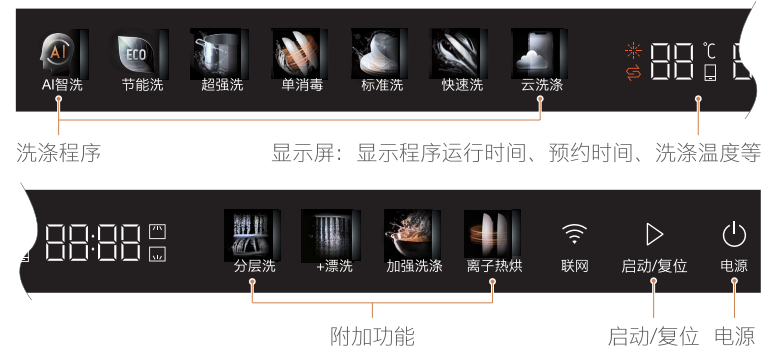 AI
ECO
88 ℃
AI智洗 节能洗 超强洗 单消毒 标准洗 快速洗 云洗涤
洗涤程序 显示屏：显示程序运行时间、预约时间、洗涤温度等
88:88
分层洗 +漂洗 加强洗涤 离子热烘 联网 启动/复位 电源
附加功能 启动/复位 电源